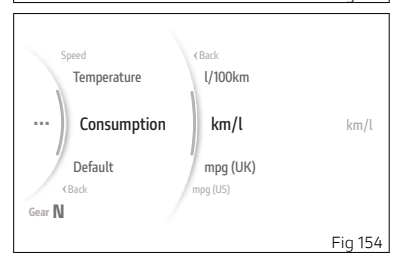 Speed
Temperature
...
Consumption
Default
‹Back
Gear N
‹Back
l/100km
km/l
mpg (UK)
mpg (US)
km/l
Fig 154